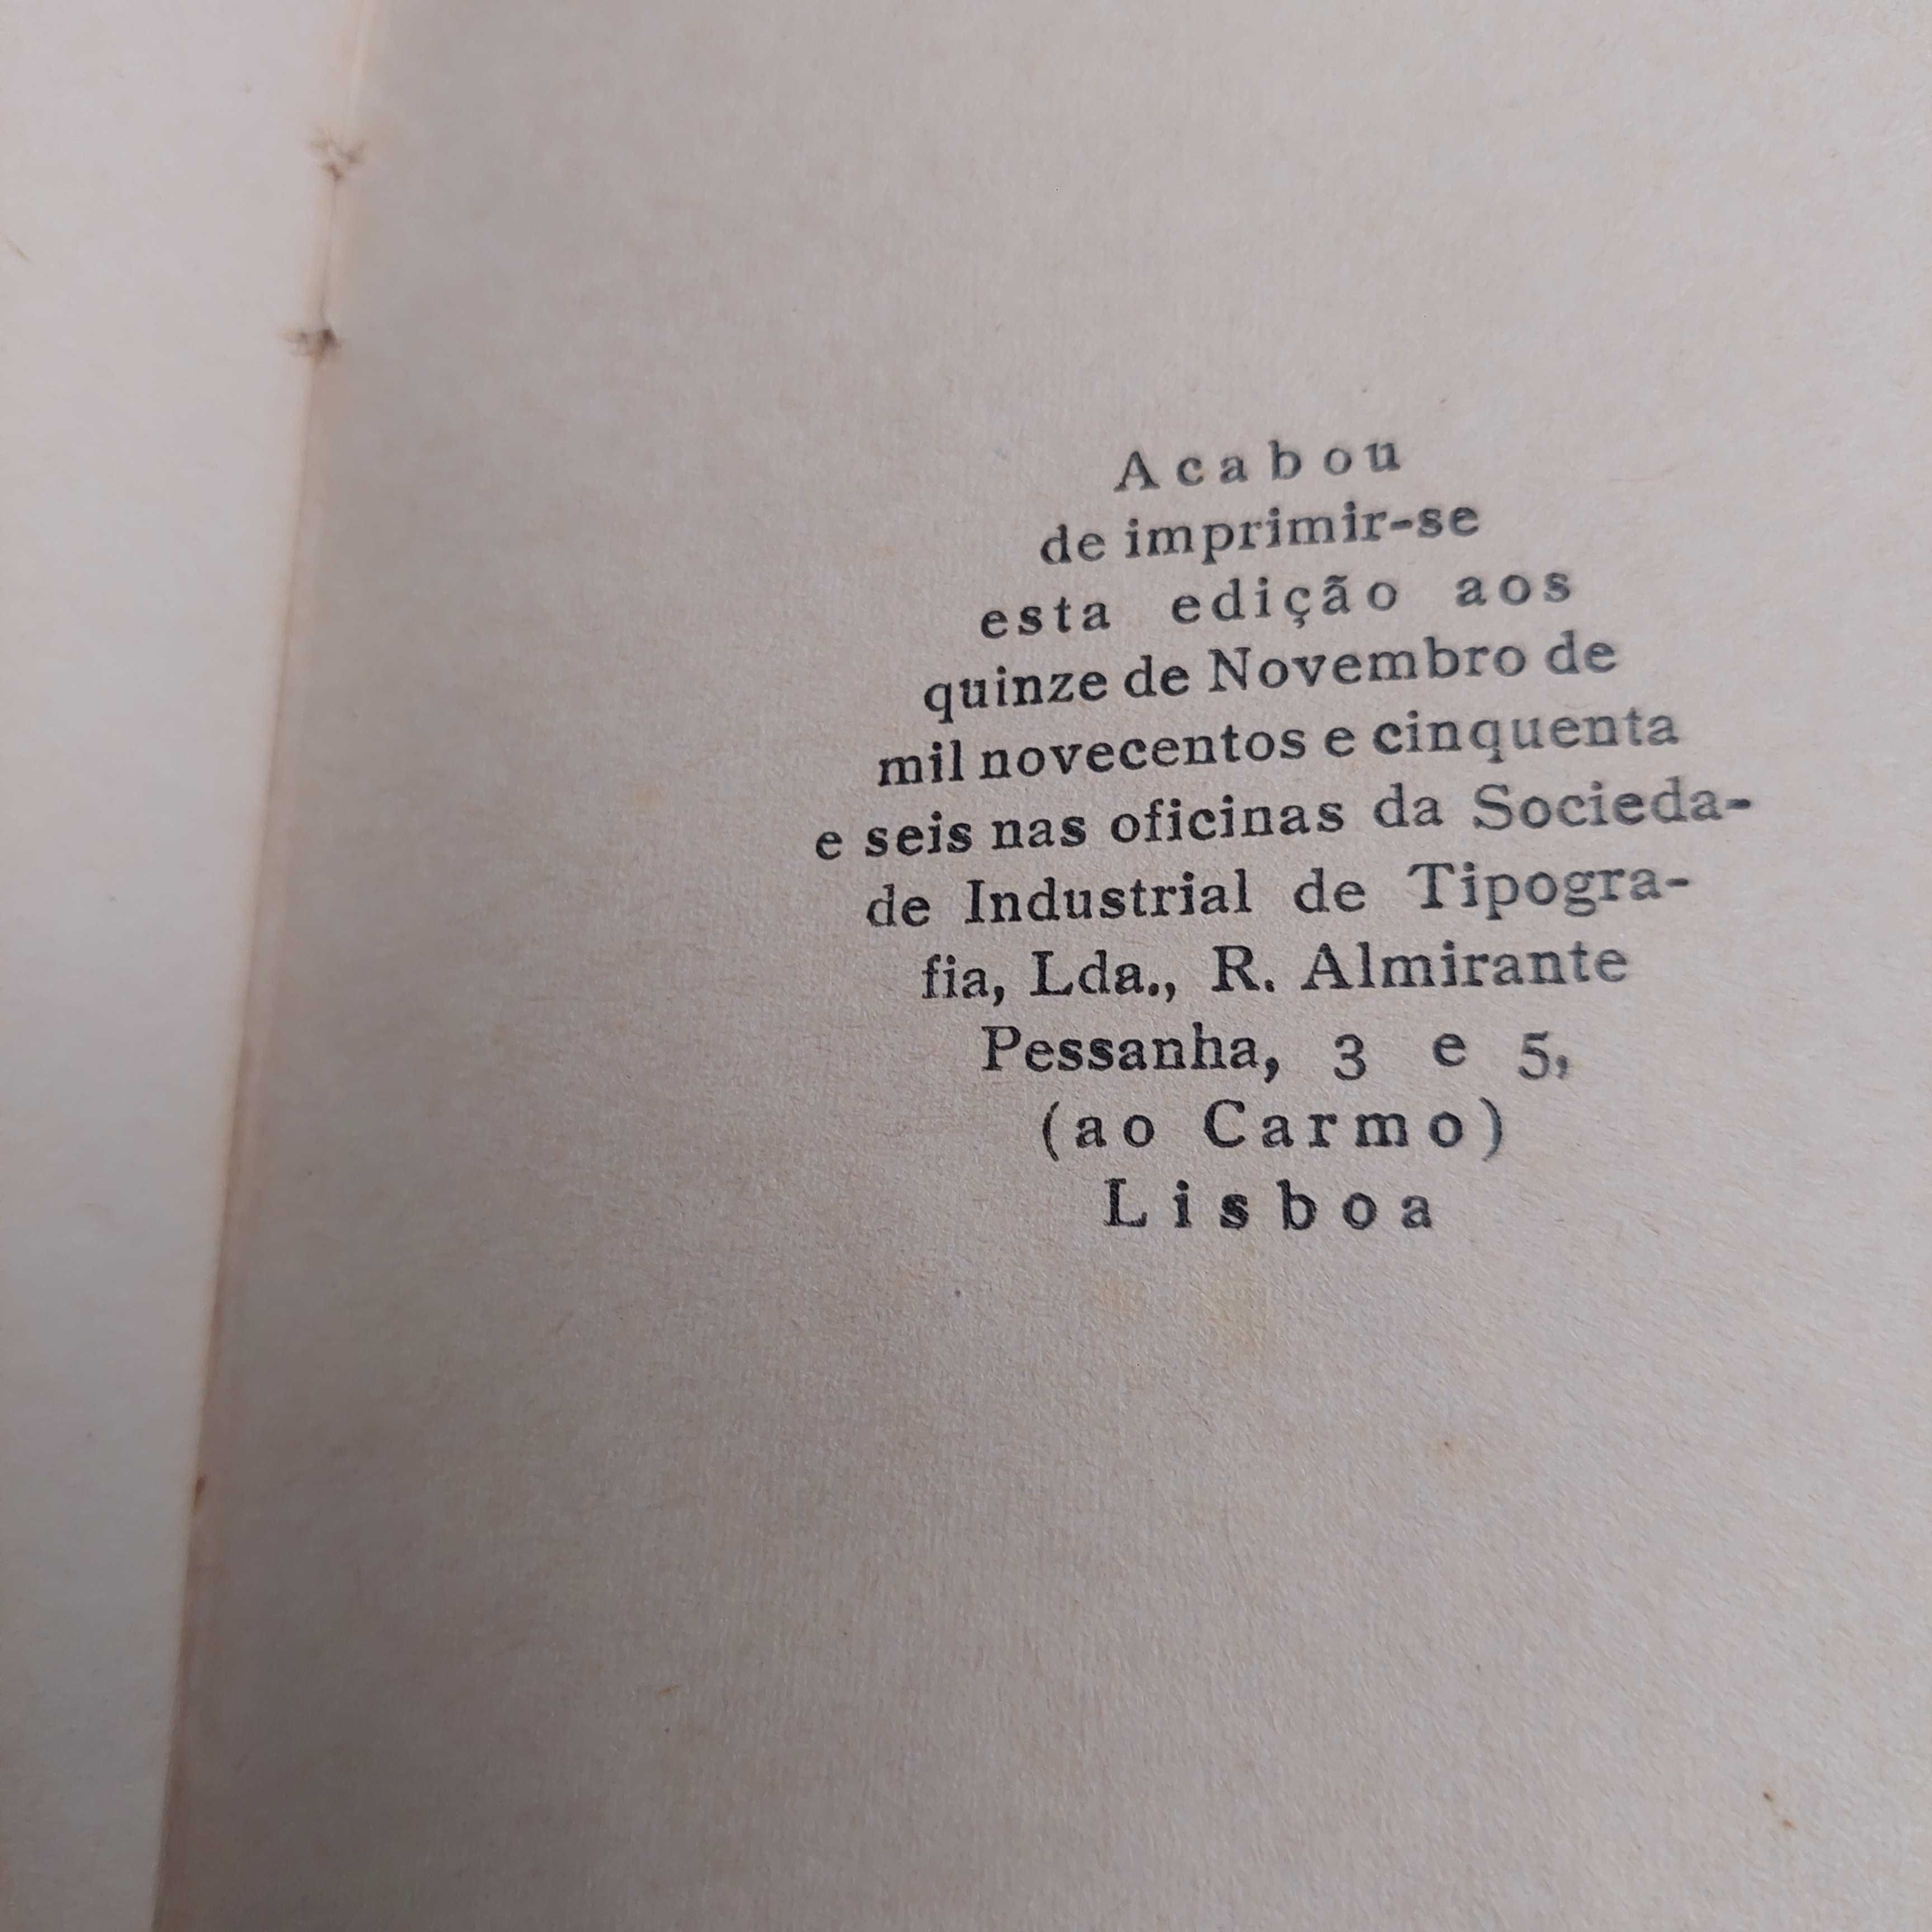 Acabou
de imprimir-se
esta edição aos
quinze de Novembro de
mil novecentos e cinquenta
e seis nas oficinas da Socieda-
de Industrial de Tipogra-
fia, Lda., R. Almirante
Pessanha, 3 e 5,
(ao Carmo)
Lisboa